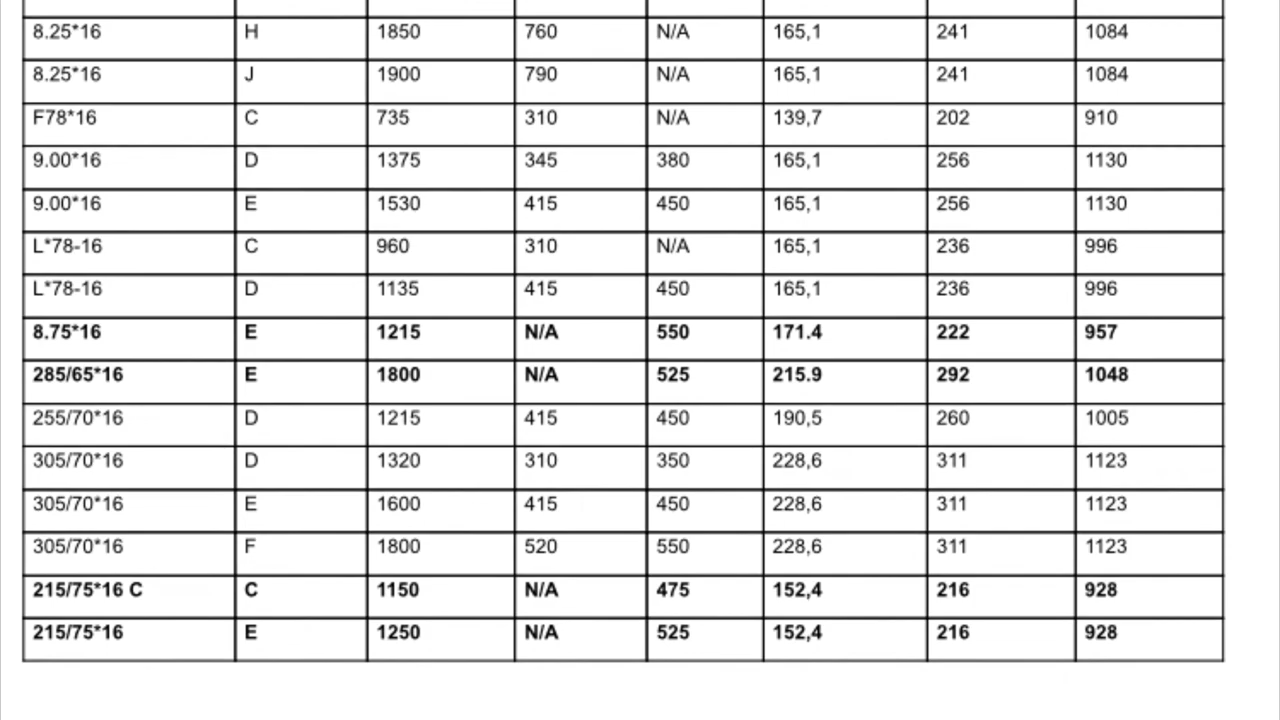 8.25*16 H 1850 760 N/A 165,1 241 1084
8.25*16 J 1900 790 N/A 165,1 241 1084
F78*16 C 735 310 N/A 139,7 202 910
9.00*16 D 1375 345 380 165,1 256 1130
9.00*16 E 1530 415 450 165,1 256 1130
L*78-16 C 960 310 N/A 165,1 236 996
L*78-16 D 1135 415 450 165,1 236 996
8.75*16 E 1215 N/A 550 171.4 222 957
285/65*16 E 1800 N/A 525 215.9 292 1048
255/70*16 D 1215 415 450 190,5 260 1005
305/70*16 D 1320 310 350 228,6 311 1123
305/70*16 E 1600 415 450 228,6 311 1123
305/70*16 F 1800 520 550 228,6 311 1123
215/75*16 C C 1150 N/A 475 152,4 216 928
215/75*16 E 1250 N/A 525 152,4 216 928